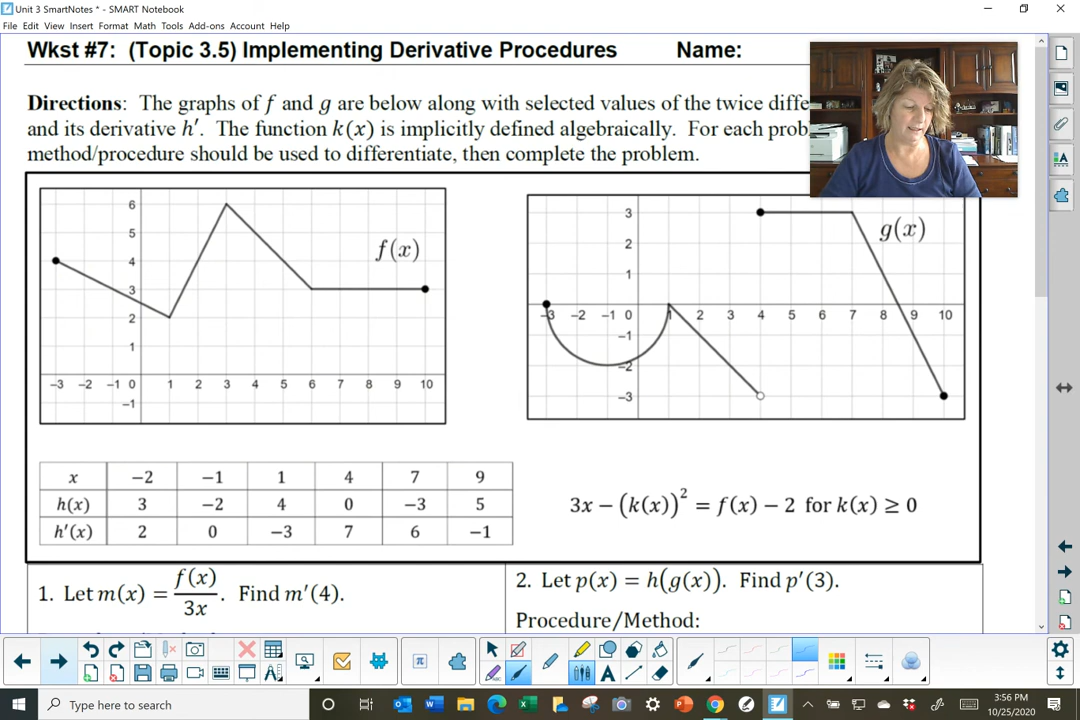 Unit 3 SmartNotes * - SMART Notebook
File Edit View Insert Format Math Tools Add-ons Account Help
Wkst #7: (Topic 3.5) Implementing Derivative Procedures Name:
Directions: The graphs of f and g are below along with selected values of the twice diffe
and its derivative h'. The function k(x) is implicitly defined algebraically. For each prob
method/procedure should be used to differentiate, then complete the problem.
6
5
4
3
2
1
−3 −2 −1 0 1 2 3 4 5 6 7 8 9 10
−1
f(x)
3
2
1
−3 −2 −1 0 1 2 3 4 5 6 7 8 9 10
−1
−2
−3
g(x)
x −2 −1 1 4 7 9
h(x) 3 −2 4 0 −3 5
h'(x) 2 0 −3 7 6 −1
3x − (k(x))² = f(x) − 2 for k(x) ≥ 0
1. Let m(x) = f(x)/3x. Find m'(4).
2. Let p(x) = h(g(x)). Find p'(3).
Procedure/Method:
Type here to search
3:56 PM
10/25/2020